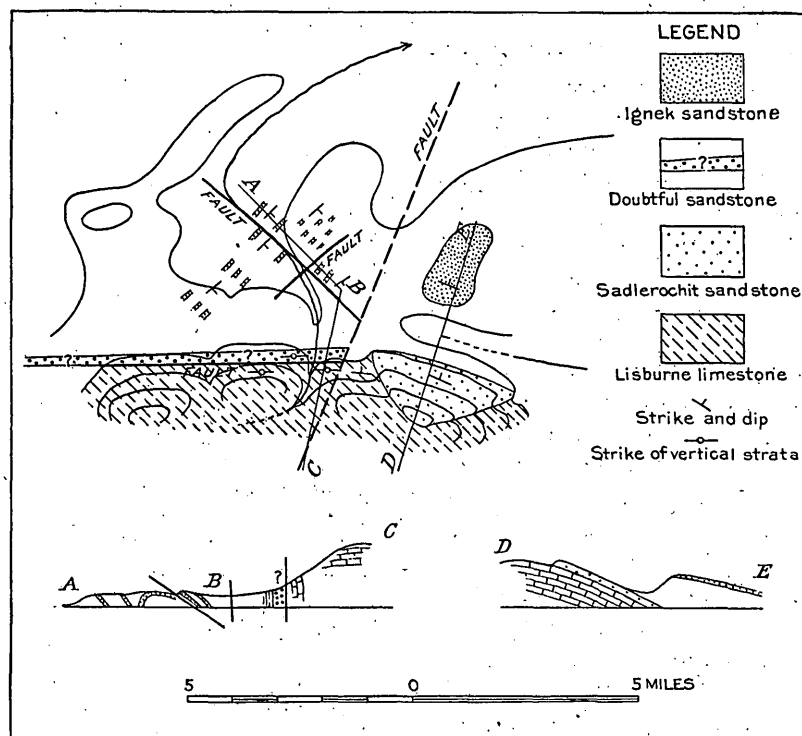 LEGEND
Ignek sandstone
?
Doubtful sandstone
Sadlerochit sandstone
Lisburne limestone
Strike and dip
Strike of vertical strata
FAULT
A
FAULT
FAULT
B
E
? ?
FAULT
C
D
A B ? C
D E
5 0 5 MILES